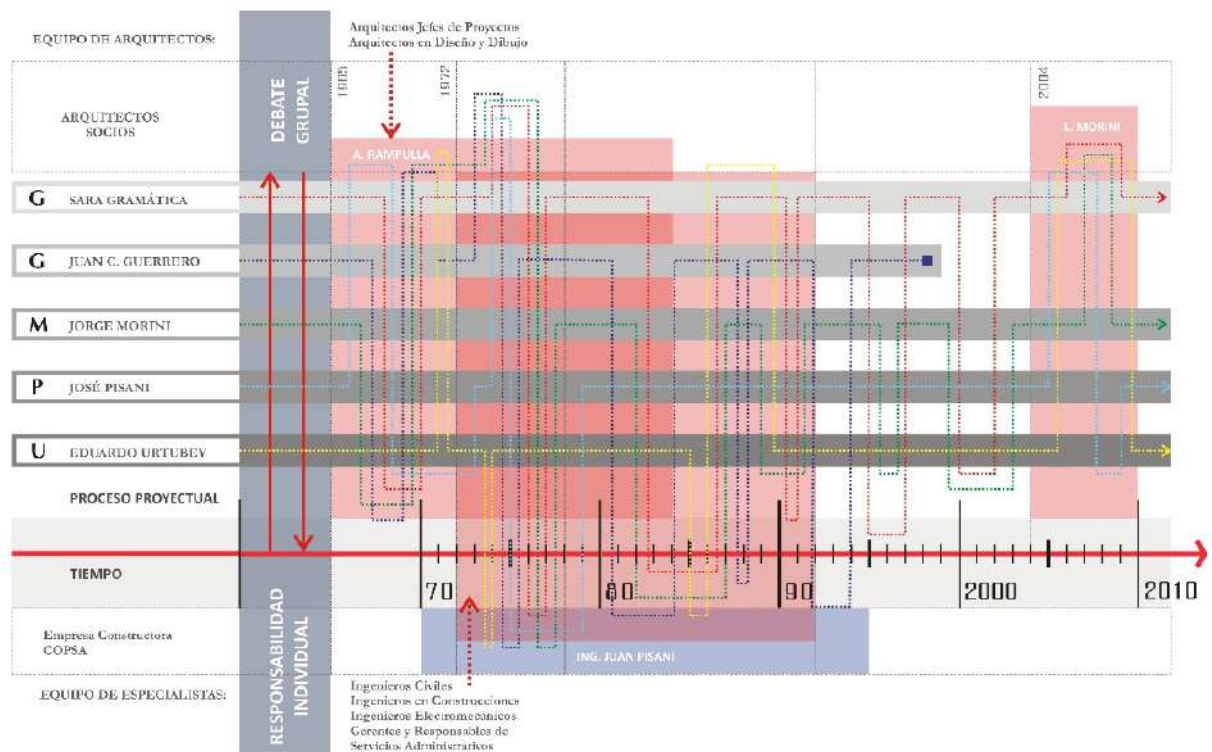 EQUIPO DE ARQUITECTOS:
Arquitectos Jefes de Proyectos
Arquitectos en Diseño y Dibujo
DEBATE
GRUPAL
1972
2004
ARQUITECTOS
SOCIOS
A. RAMPULLA
L. MORINI
G SARA GRAMÁTICA
G JUAN C. GUERRERO
M JORGE MORINI
P JOSÉ PISANI
U EDUARDO URTUBEY
PROCESO PROYECTUAL
TIEMPO
70
80
90
2000
2010
RESPONSABILIDAD
INDIVIDUAL
Empresa Constructora
COPSA
ING. JUAN PISANI
EQUIPO DE ESPECIALISTAS:
Ingenieros Civiles
Ingenieros en Construcciones
Ingenieros Electromecánicos
Gerentes y Responsables de
Servicios Administrativos